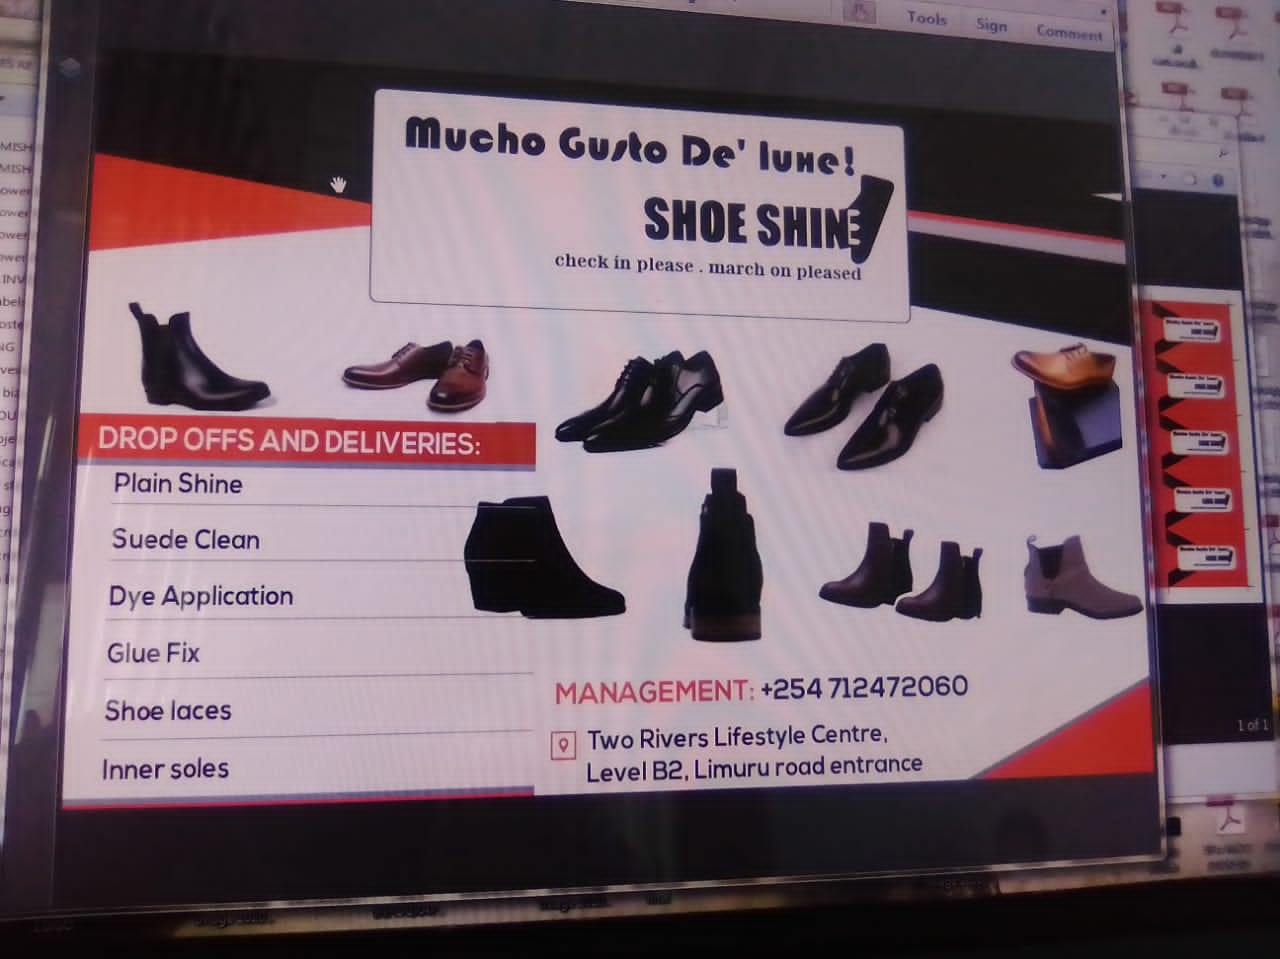 Tools
Sign
Comment
Mucho Gusto De' luxe!
SHOE SHINE
check in please . march on pleased
DROP OFFS AND DELIVERIES:
Plain Shine
Suede Clean
Dye Application
Glue Fix
Shoe laces
Inner soles
MANAGEMENT: +254 712472060
Two Rivers Lifestyle Centre,
Level B2, Limuru road entrance
1 of 1